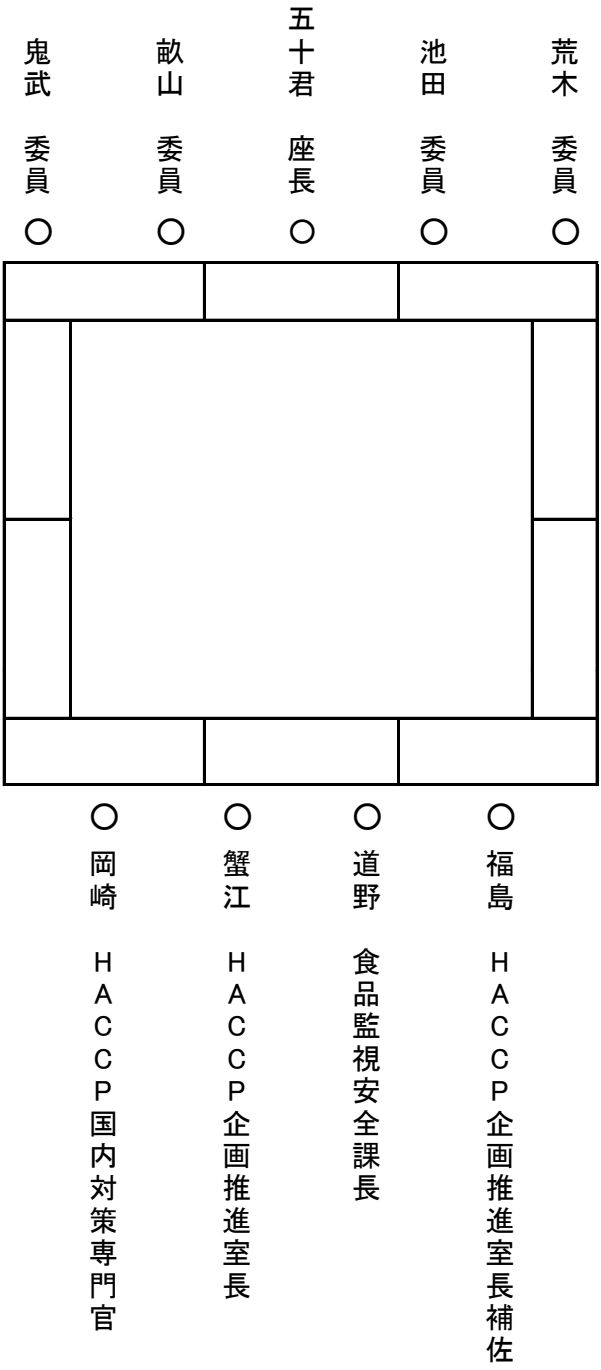 荒木 委員
池田 委員
五十君 座長
畝山 委員
鬼武 委員
福島 HACCP企画推進室長補佐
道野 食品監視安全課長
蟹江 HACCP企画推進室長
岡崎 HACCP国内対策専門官